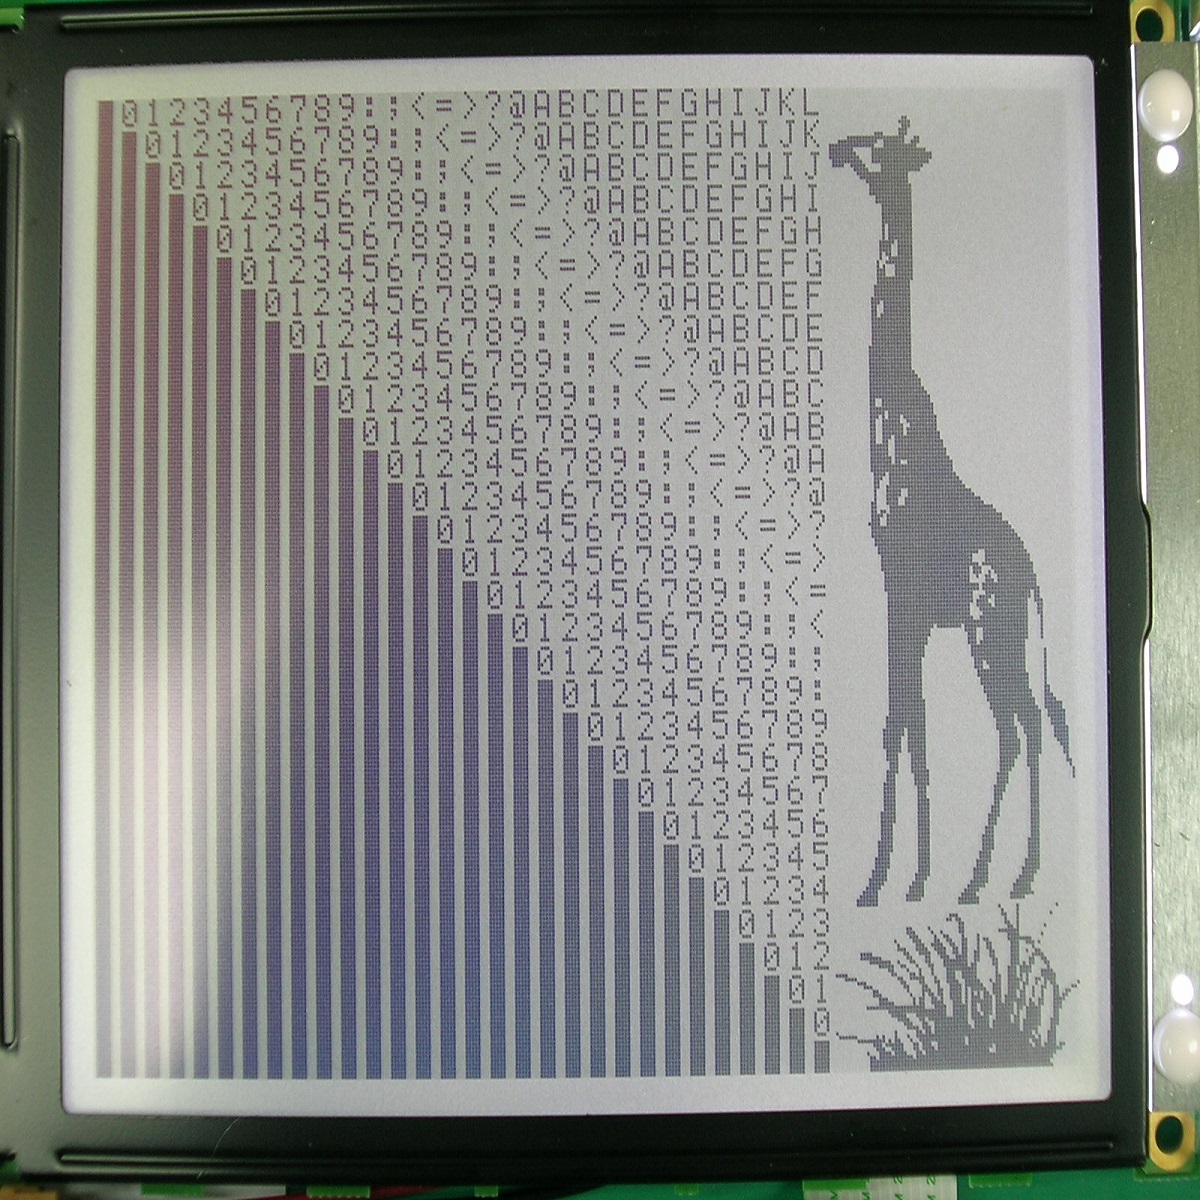 0123456789:;<=>?@ABCDEFGHIJKL
0123456789:;<=>?@ABCDEFGHIJK
0123456789:;<=>?@ABCDEFGHIJ
0123456789:;<=>?@ABCDEFGHI
0123456789:;<=>?@ABCDEFGH
0123456789:;<=>?@ABCDEFG
0123456789:;<=>?@ABCDEF
0123456789:;<=>?@ABCDE
0123456789:;<=>?@ABCD
0123456789:;<=>?@ABC
0123456789:;<=>?@AB
0123456789:;<=>?@A
0123456789:;<=>?@
0123456789:;<=>?
0123456789:;<=>
0123456789:;<=
0123456789:;<
0123456789:;
0123456789:
0123456789
012345678
01234567
0123456
012345
01234
0123
012
01
0